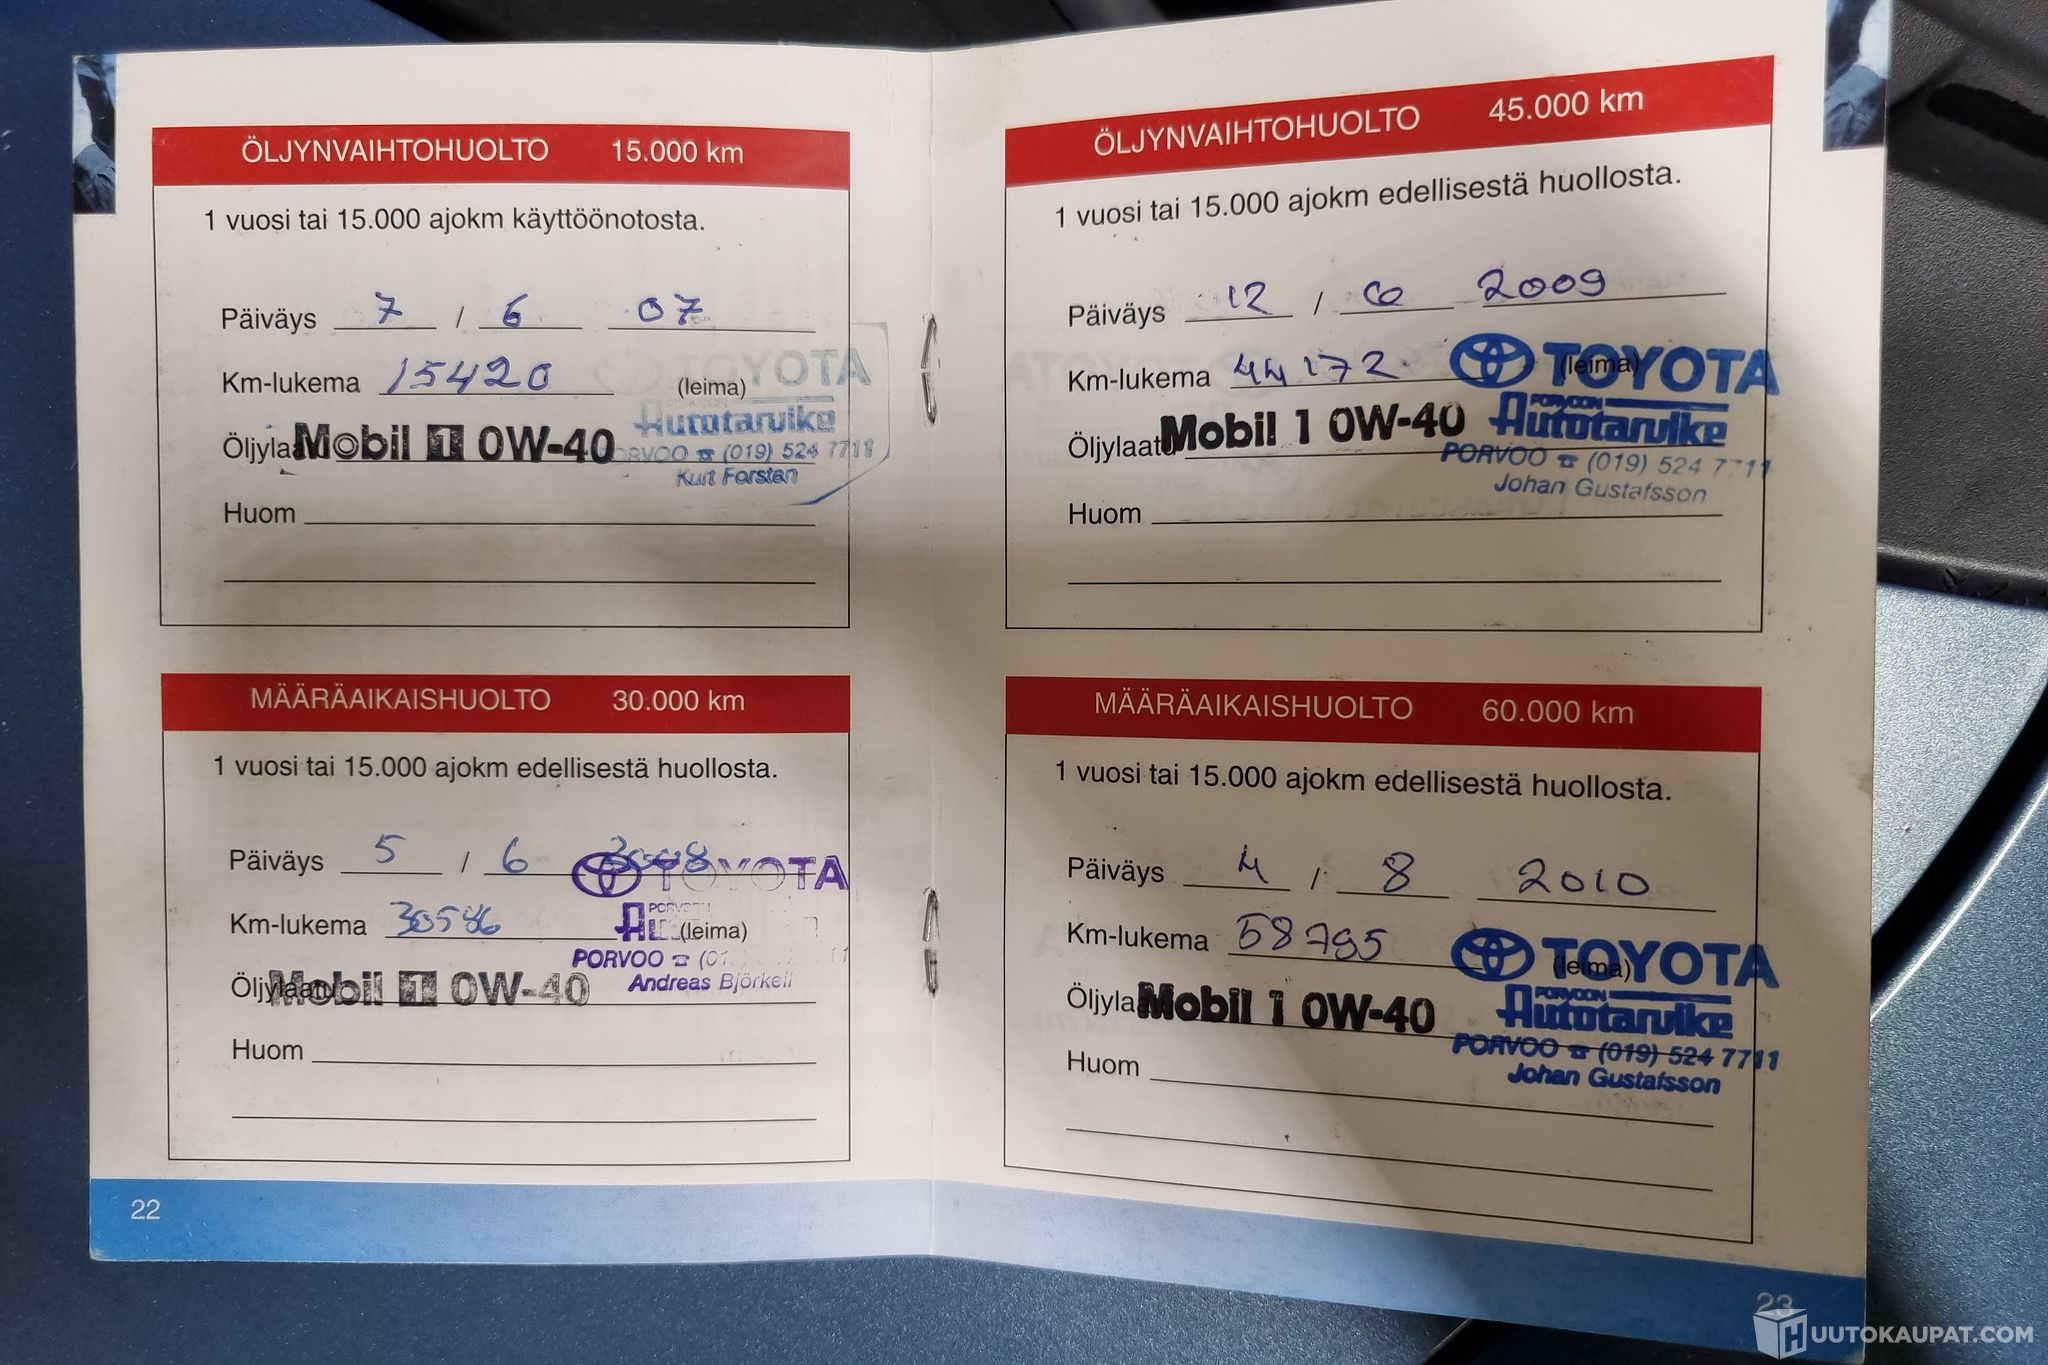 ÖLJYNVAIHTOHUOLTO 15.000 km
1 vuosi tai 15.000 ajokm käyttöönotosta.
Päiväys 7 / 6 07
Km-lukema 15420 (leima)
TOYOTA
PORVOON
Autotarvike
Öljylaatu Mobil 1 0W-40
PORVOO ☎ (019) 524 7711
Kurt Forsten
Huom
MÄÄRÄAIKAISHUOLTO 30.000 km
1 vuosi tai 15.000 ajokm edellisestä huollosta.
Päiväys 5 / 6 2008
TOYOTA
PORVOON
Km-lukema 30586 (leima)
PORVOO ☎
Öljylaatu Mobil 1 0W-40
Andreas Björkell
Huom
22
ÖLJYNVAIHTOHUOLTO 45.000 km
1 vuosi tai 15.000 ajokm edellisestä huollosta.
Päiväys 12 / 6 2009
Km-lukema 44172 (leima)
TOYOTA
PORVOON
Autotarvike
Öljylaatu Mobil 1 0W-40
PORVOO ☎ (019) 524 7711
Johan Gustafsson
Huom
MÄÄRÄAIKAISHUOLTO 60.000 km
1 vuosi tai 15.000 ajokm edellisestä huollosta.
Päiväys 4 / 8 2010
Km-lukema 58795 (leima)
TOYOTA
PORVOON
Autotarvike
Öljylaatu Mobil 1 0W-40
PORVOO ☎ (019) 524 7711
Johan Gustafsson
Huom
23
HUUTOKAUPAT.COM